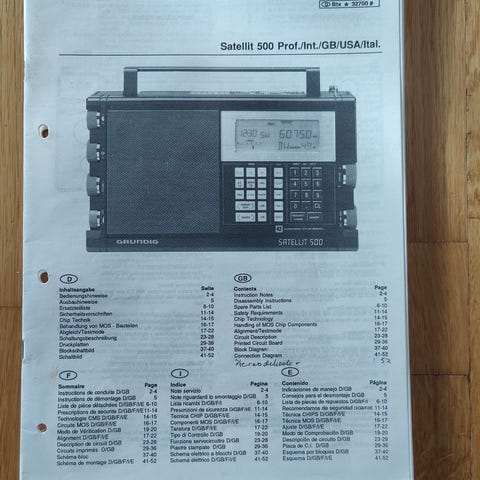 Ⓓ Btx ★ 32700 #
Satellit 500 Prof./Int./GB/USA/Ital.
1230 SW 6075.0
DW 49
GRUNDIG
SATELLIT 500
D
Inhaltsangabe Seite
Bedienungshinweise 2-4
Ausbauhinweise 5
Ersatzteilliste 6-10
Sicherheitsvorschriften 11-14
Chip Technik 14-15
Behandlung von MOS - Bauteilen 16-17
Abgleich/Testmode 17-22
Schaltungsbeschreibung 23-28
Druckplatten 29-36
Blockschaltbild 37-40
Schaltbild 41-52
GB
Contents Page
Instruction Notes 2-4
Disassembly Instructions 5
Spare Parts List 6-10
Safety Requirements 11-14
Chip Technology 14-15
Handling of MOS Chip Components 16-17
Alignment/Testmode 17-22
Circuit Description 23-28
Printed Circuit Board 29-36
Block Diagram 37-40
Connection Diagram 41-52
52
F
Sommaire Page
Instructions de conduite D/GB 2-4
Instructions de démontage D/GB 5
Liste de pièces détachées D/GB/F/I/E 6-10
Prescriptions de sécurité D/GB/F/I/E 11-14
Technologie CMS D/GB/F/I/E 14-15
Circuits MOS D/GB/F/I/E 16-17
Mode de Vérification D/GB 19-20
Alignement D/GB/F/I/E 17-22
Description de circuit D/GB 23-28
Circuits imprimés D/GB 29-36
Schéma-bloc 37-40
Schéma de montage D/GB/F/I/E 41-52
I
Indice Pagina
Note servizio 2-4
Note riguardanti lo smontaggio D/GB 5
Lista ricambi D/GB/F/I/E 6-10
Prescrizioni di sicurezza D/GB/F/I/E 11-14
Tecnica CHIP D/GB/F/I/E 14-15
Componenti MOS D/GB/F/I/E 16-17
Taratura D/GB/F/I/E 17-22
Tipo di Controllo D/GB 19-20
Funzione servocircuito D/GB 23-28
Piastre stampate D/GB 29-36
Schema elettrico a blocchi D/GB 37-40
Schema elettrico D/GB/F/I/E 41-52
E
Contenido Página
Indicaciones de manejo D/GB 2-4
Consejos para el desmontaje D/GB 5
Lista de piezas de repuestos D/GB/F/I/E 6-10
Recomendamos de seguridad D/GB/F/I/E 11-14
Técnica CHIPS D/GB/F/I/E 14-15
Técnica MOS D/GB/F/I/E 16-17
Ajuste MOS D/GB/F/I/E 17-22
Modo de Comprobación D/GB 19-20
Descripción de circuito D/GB 23-28
Placa de C.I. D/GB 29-36
Esquema por bloques D/GB 37-40
Esquema D/GB/F/I/E 41-52